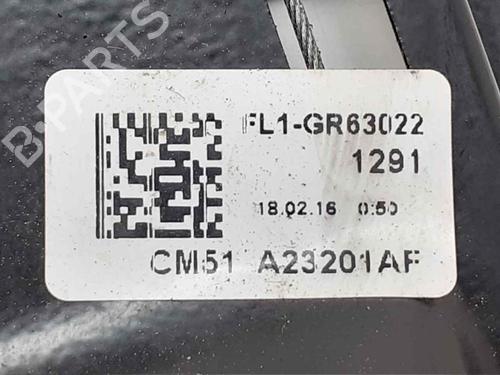 B-PARTS
FL1-GR63022
1291
18.02.16 0:50
CM51 A23201AF